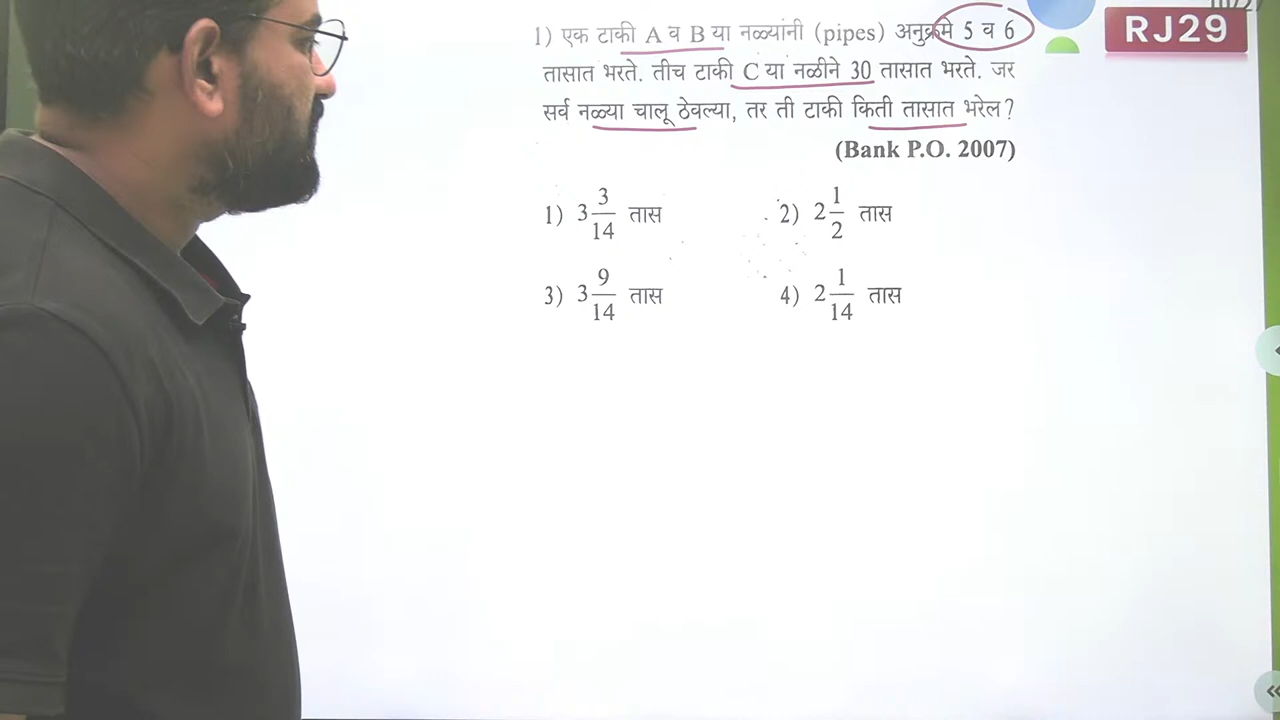 1) एक टाकी A व B या नळ्यांनी (pipes) अनुक्रमे 5 व 6
तासात भरते. तीच टाकी C या नळीने 30 तासात भरते. जर
सर्व नळ्या चालू ठेवल्या, तर ती टाकी किती तासात भरेल?
(Bank P.O. 2007)
1) 3 3/14 तास 2) 2 1/2 तास
3) 3 9/14 तास 4) 2 1/14 तास
RJ29